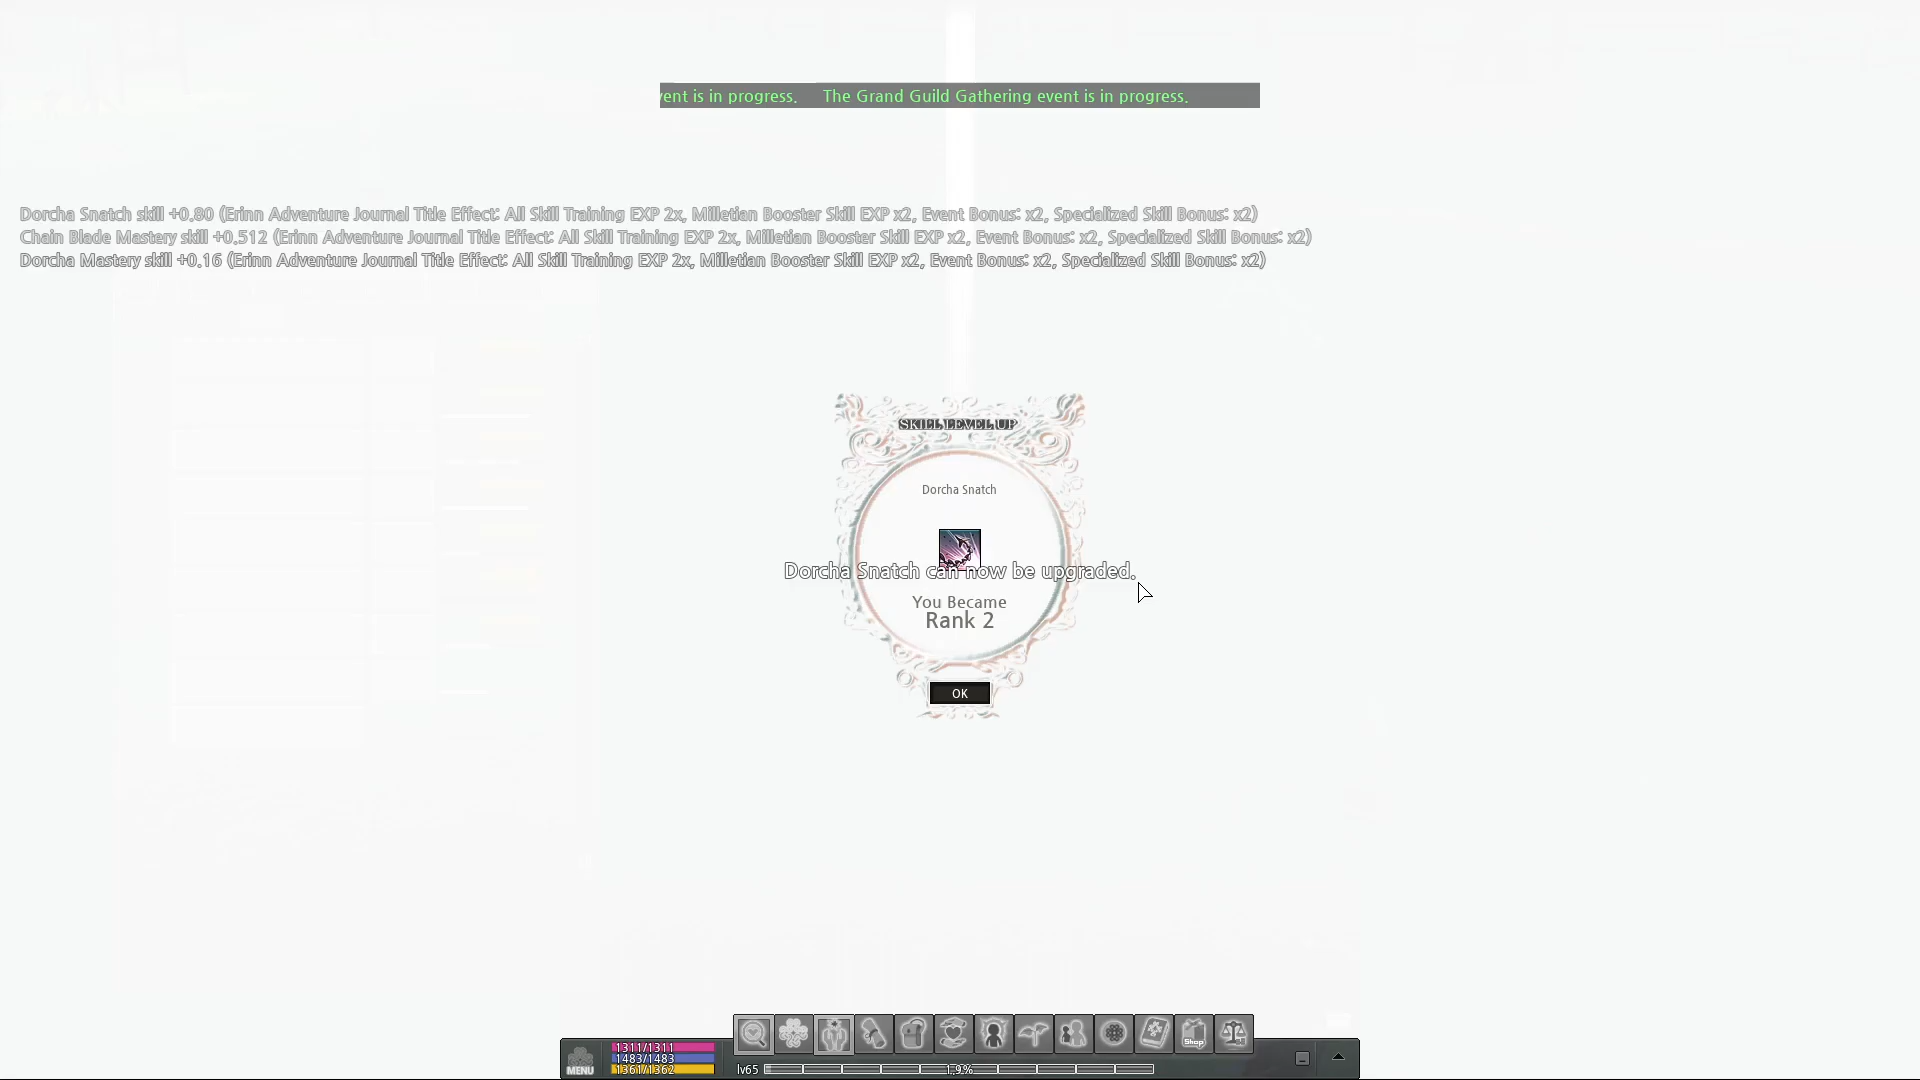 vent is in progress.    The Grand Guild Gathering event is in progress.
Dorcha Snatch skill +0.80 (Erinn Adventure Journal Title Effect: All Skill Training EXP 2x, Milletian Booster Skill EXP x2, Event Bonus: x2, Specialized Skill Bonus: x2)
Chain Blade Mastery skill +0.512 (Erinn Adventure Journal Title Effect: All Skill Training EXP 2x, Milletian Booster Skill EXP x2, Event Bonus: x2, Specialized Skill Bonus: x2)
Dorcha Mastery skill +0.16 (Erinn Adventure Journal Title Effect: All Skill Training EXP 2x, Milletian Booster Skill EXP x2, Event Bonus: x2, Specialized Skill Bonus: x2)
SKILL LEVEL UP
Dorcha Snatch
Dorcha Snatch can now be upgraded.
You Became
Rank 2
OK
Shop
MENU
1311/1311
1483/1483
1361/1362
lv65
1.9%